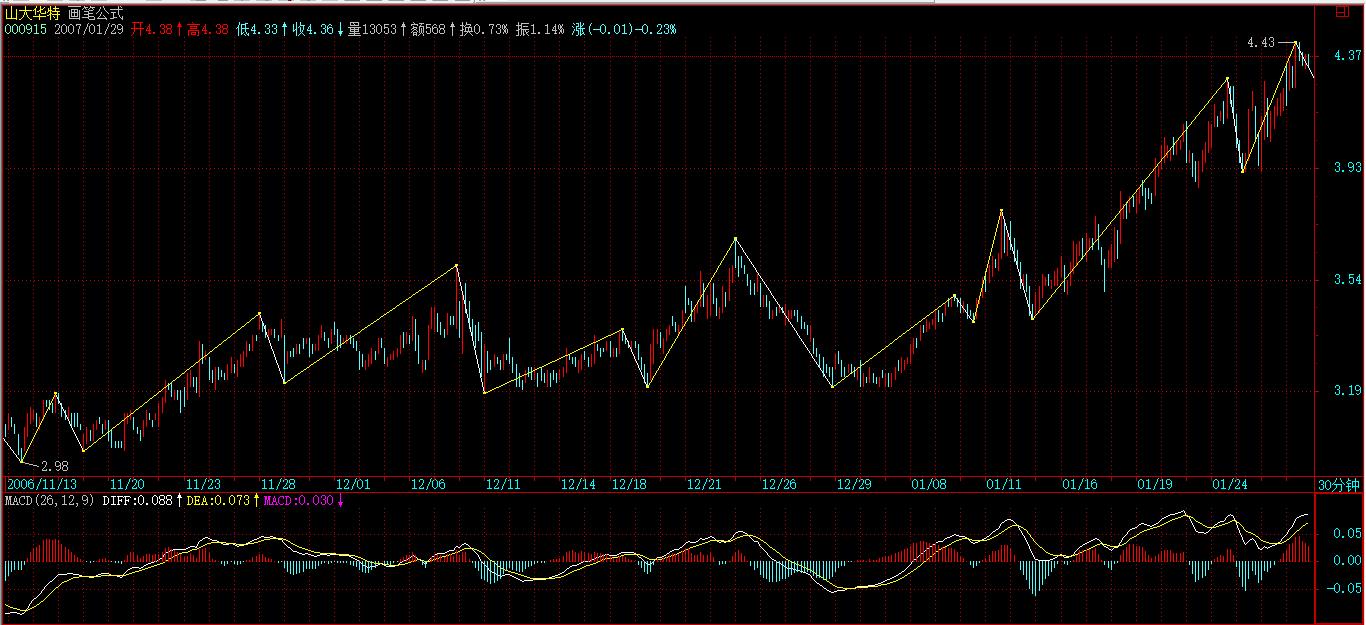 山大华特 画笔公式
000915 2007/01/29 开4.38↑高4.38 低4.33↑收4.36↓量13053↑额568↑换0.73% 振1.14% 涨(-0.01)-0.23%
4.43
4.37
3.93
3.54
3.19
2.98
2006/11/13 11/20 11/23 11/28 12/01 12/06 12/11 12/14 12/18 12/21 12/26 12/29 01/08 01/11 01/16 01/19 01/24 30分钟
MACD(26,12,9) DIFF:0.088↑DEA:0.073↑MACD:0.030↓
0.05
0.00
-0.05